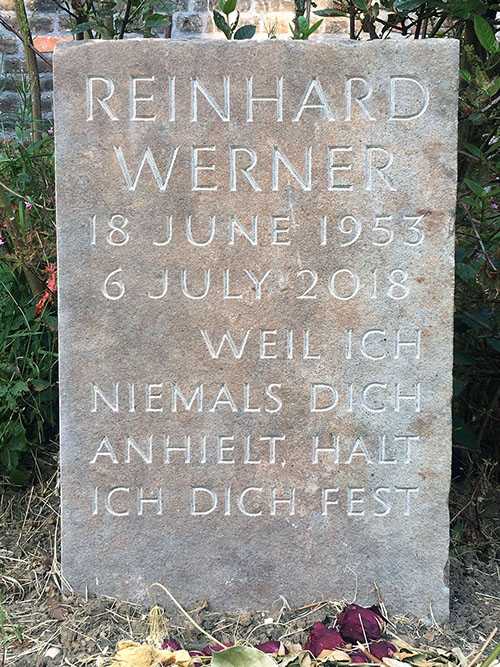 REINHARD
WERNER
18 JUNE 1953
6 JULY 2018
WEIL ICH
NIEMALS DICH
ANHIELT, HALT
ICH DICH FEST